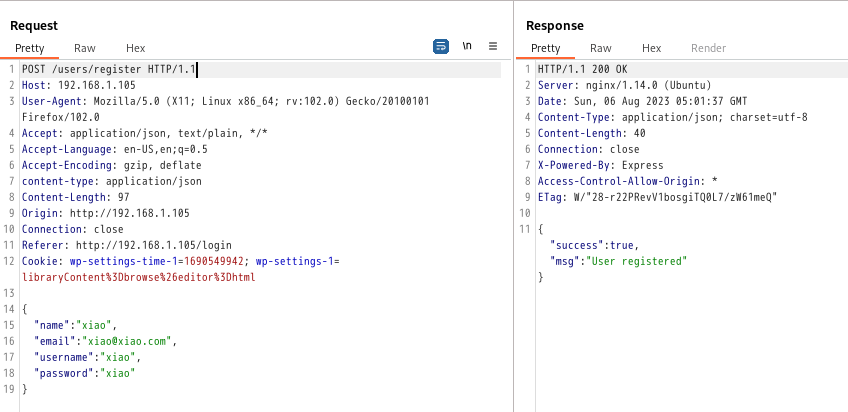 Request
Pretty Raw Hex \n
1 POST /users/register HTTP/1.1
2 Host: 192.168.1.105
3 User-Agent: Mozilla/5.0 (X11; Linux x86_64; rv:102.0) Gecko/20100101
Firefox/102.0
4 Accept: application/json, text/plain, */*
5 Accept-Language: en-US,en;q=0.5
6 Accept-Encoding: gzip, deflate
7 content-type: application/json
8 Content-Length: 97
9 Origin: http://192.168.1.105
10 Connection: close
11 Referer: http://192.168.1.105/login
12 Cookie: wp-settings-time-1=1690549942; wp-settings-1=
libraryContent%3Dbrowse%26editor%3Dhtml
13
14 {
15 "name":"xiao",
16 "email":"xiao@xiao.com",
17 "username":"xiao",
18 "password":"xiao"
19 }
Response
Pretty Raw Hex Render
1 HTTP/1.1 200 OK
2 Server: nginx/1.14.0 (Ubuntu)
3 Date: Sun, 06 Aug 2023 05:01:37 GMT
4 Content-Type: application/json; charset=utf-8
5 Content-Length: 40
6 Connection: close
7 X-Powered-By: Express
8 Access-Control-Allow-Origin: *
9 ETag: W/"28-r22PRevV1bosgiTQ0L7/zW61meQ"
10
11 {
"success":true,
"msg":"User registered"
}